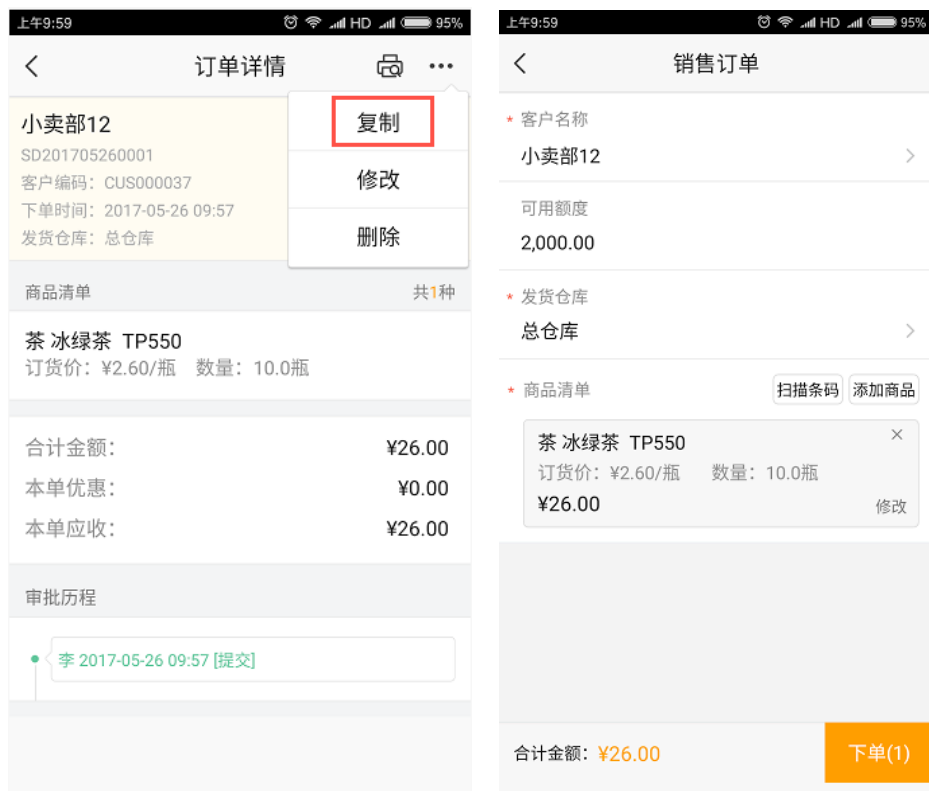 上午9:59 HD 95%
订单详情
小卖部12
SD201705260001
客户编码：CUS000037
下单时间：2017-05-26 09:57
发货仓库：总仓库
复制
修改
删除
商品清单 共1种
茶 冰绿茶 TP550
订货价：¥2.60/瓶 数量：10.0瓶
合计金额： ¥26.00
本单优惠： ¥0.00
本单应收： ¥26.00
审批历程
李 2017-05-26 09:57 [提交]
上午9:59 HD 95%
销售订单
* 客户名称
小卖部12
可用额度
2,000.00
* 发货仓库
总仓库
* 商品清单 扫描条码 添加商品
茶 冰绿茶 TP550
订货价：¥2.60/瓶 数量：10.0瓶
¥26.00 修改
合计金额：¥26.00 下单(1)